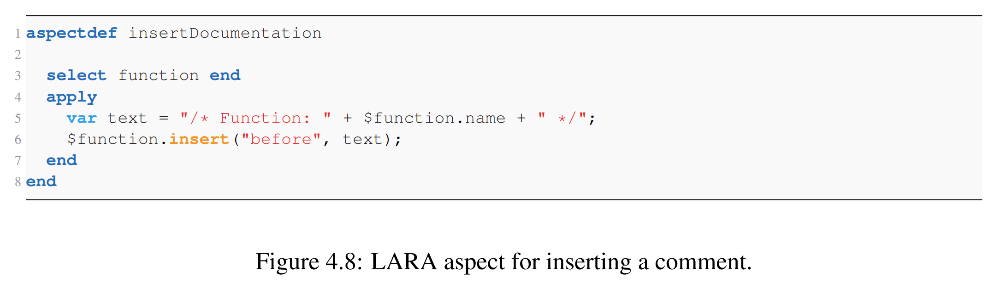 1 aspectdef insertDocumentation
2
3   select function end
4   apply
5     var text = "/* Function: " + $function.name + " */";
6     $function.insert("before", text);
7   end
8 end
Figure 4.8: LARA aspect for inserting a comment.